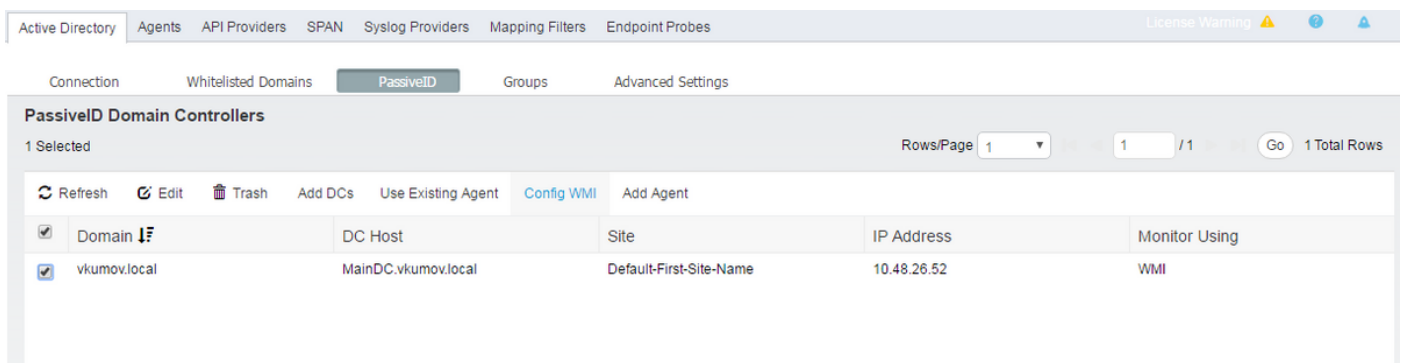 Active Directory Agents API Providers SPAN Syslog Providers Mapping Filters Endpoint Probes License Warning
Connection Whitelisted Domains PassiveID Groups Advanced Settings
PassiveID Domain Controllers
1 Selected Rows/Page 1 1 / 1 Go 1 Total Rows
Refresh Edit Trash Add DCs Use Existing Agent Config WMI Add Agent
Domain DC Host Site IP Address Monitor Using
vkumov.local MainDC.vkumov.local Default-First-Site-Name 10.48.26.52 WMI